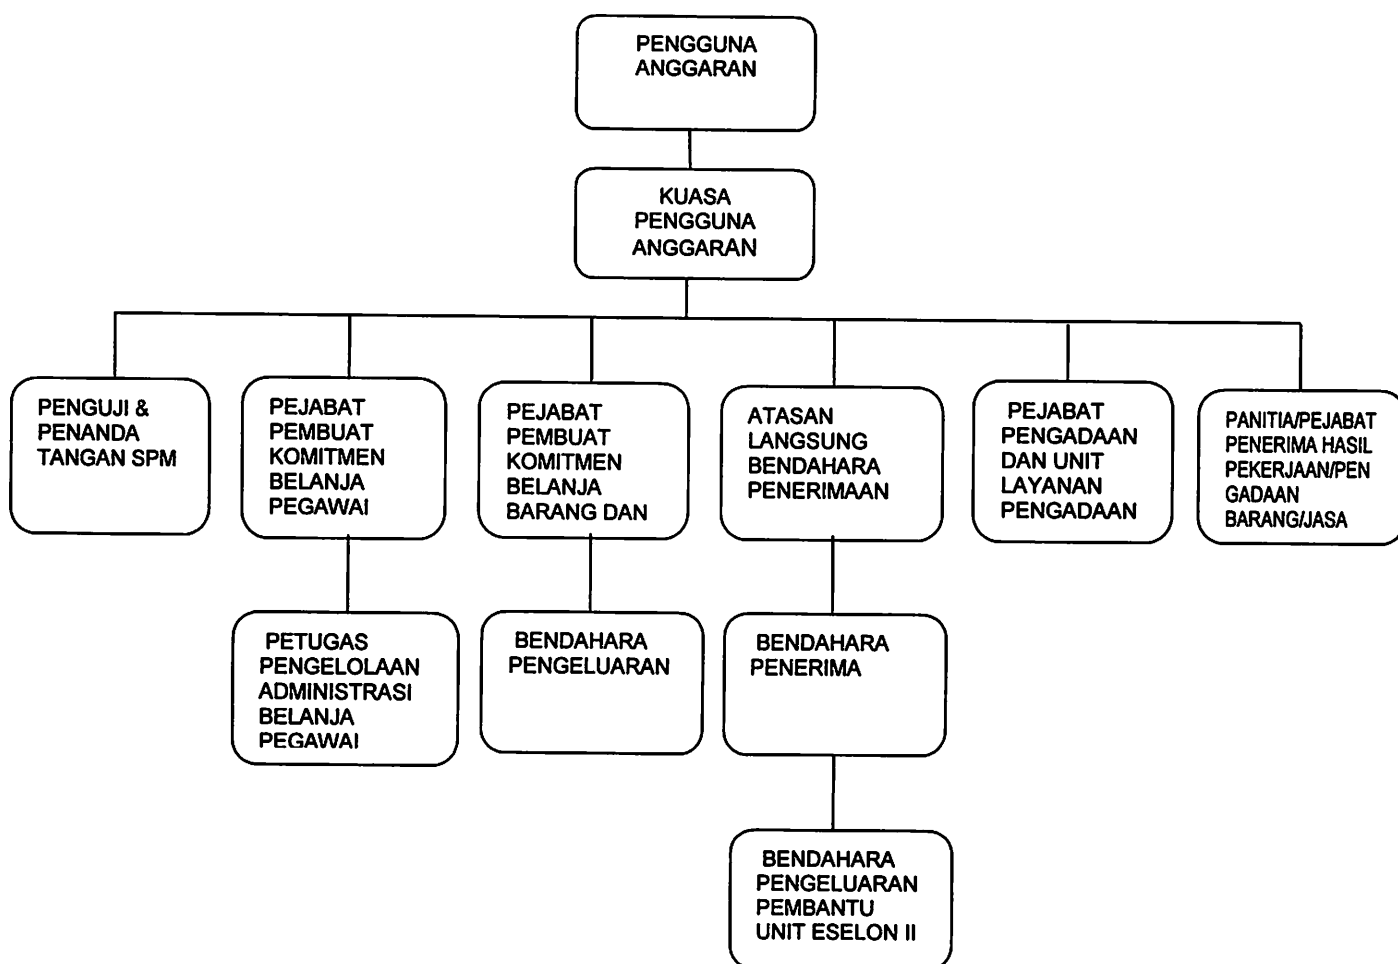 PENGGUNA
ANGGARAN
KUASA
PENGGUNA
ANGGARAN
PENGUJI &
PENANDA
TANGAN SPM
PEJABAT
PEMBUAT
KOMITMEN
BELANJA
PEGAWAI
PEJABAT
PEMBUAT
KOMITMEN
BELANJA
BARANG DAN
ATASAN
LANGSUNG
BENDAHARA
PENERIMAAN
PEJABAT
PENGADAAN
DAN UNIT
LAYANAN
PENGADAAN
PANITIA/PEJABAT
PENERIMA HASIL
PEKERJAAN/PEN
GADAAN
BARANG/JASA
PETUGAS
PENGELOLAAN
ADMINISTRASI
BELANJA
PEGAWAI
BENDAHARA
PENGELUARAN
BENDAHARA
PENERIMA
BENDAHARA
PENGELUARAN
PEMBANTU
UNIT ESELON II